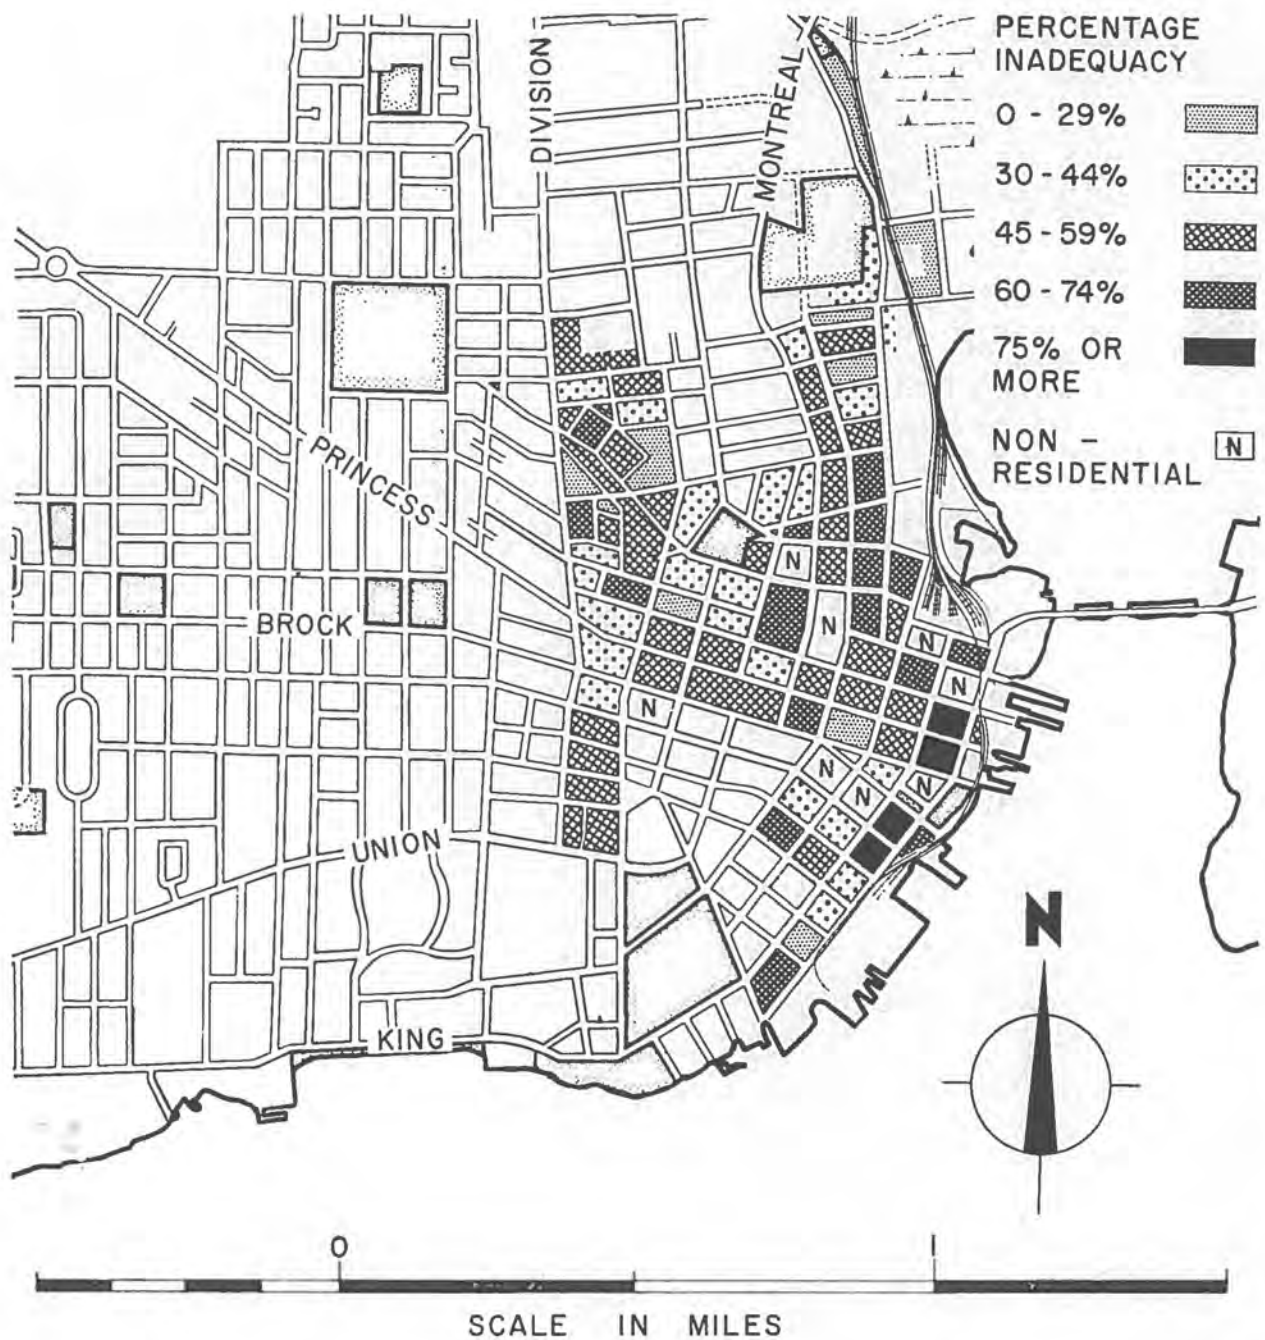 PERCENTAGE
INADEQUACY
0 - 29%
30 - 44%
45 - 59%
60 - 74%
75% OR
MORE
NON -
RESIDENTIAL
N
DIVISION
MONTREAL
PRINCESS
BROCK
UNION
KING
N
N
N
N
N
N
N
N
N
0
1
SCALE IN MILES